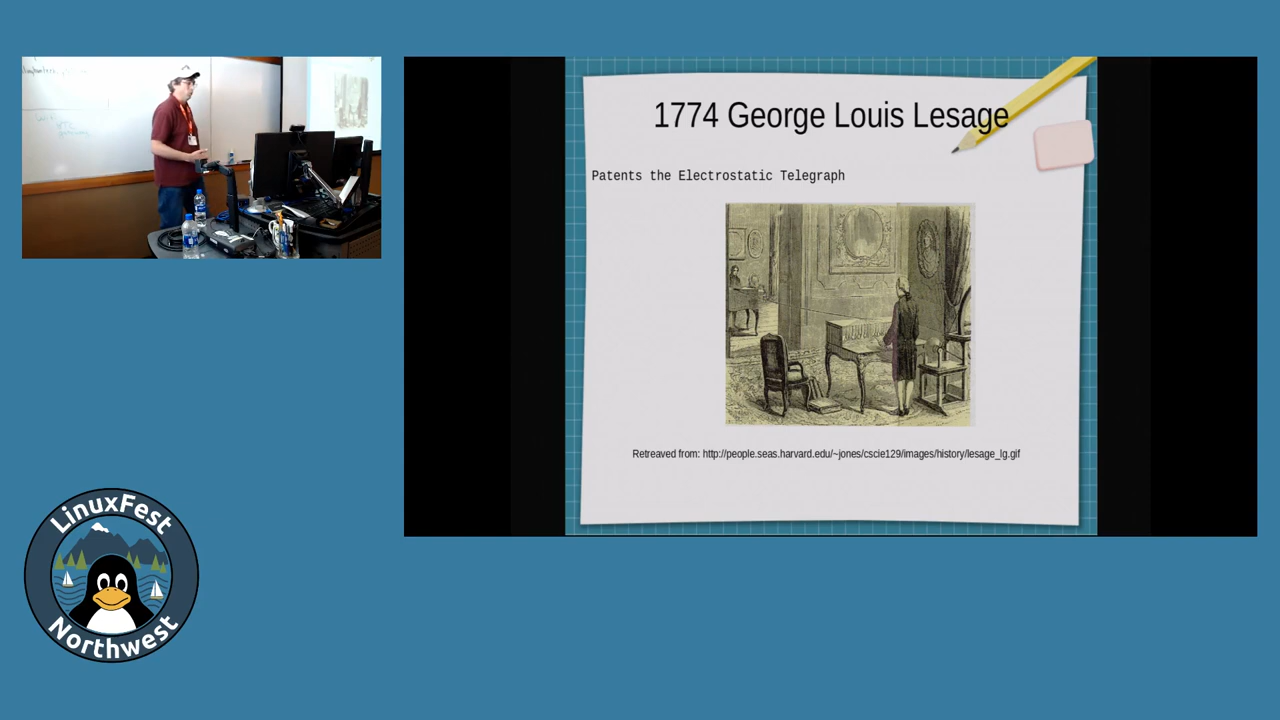 1774 George Louis Lesage
Patents the Electrostatic Telegraph
Retreaved from: http://people.seas.harvard.edu/~jones/cscie129/images/history/lesage_lg.gif
LinuxFest
Northwest